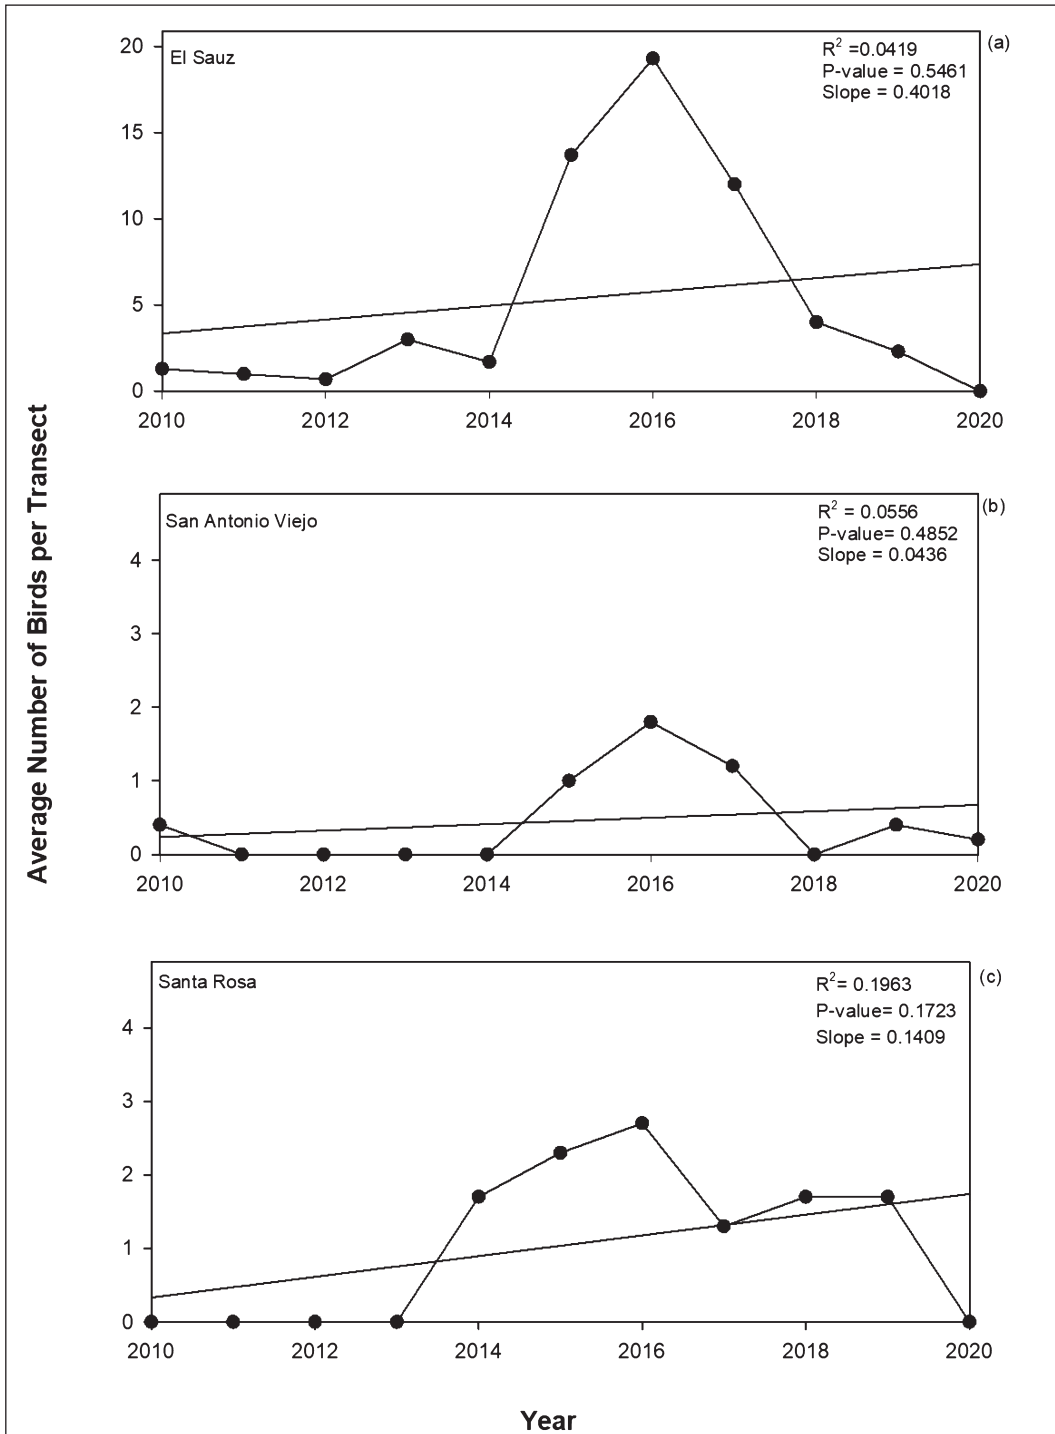 Average Number of Birds per Transect
El Sauz
R2 =0.0419
P-value = 0.5461
Slope = 0.4018
(a)
20
15
10
5
0
2010 2012 2014 2016 2018 2020
San Antonio Viejo
R2 = 0.0556
P-value= 0.4852
Slope = 0.0436
(b)
4
3
2
1
0
2010 2012 2014 2016 2018 2020
Santa Rosa
R2= 0.1963
P-value= 0.1723
Slope = 0.1409
(c)
4
3
2
1
0
2010 2012 2014 2016 2018 2020
Year